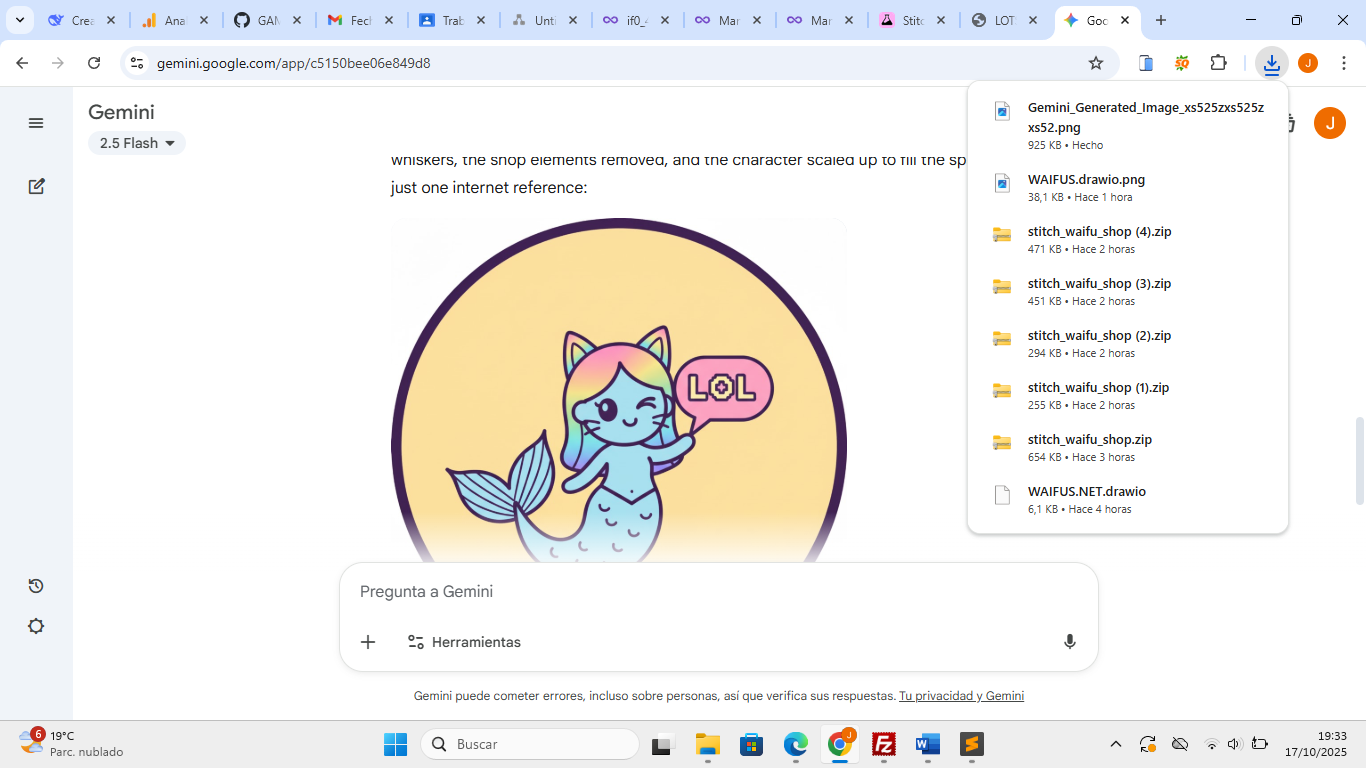 Crea
Anal
GAM
Fech
Trab
Unti
if0_4
Mar
Mar
Stitc
LOT
Goo
gemini.google.com/app/c5150bee06e849d8
J
Gemini
2.5 Flash
J
whiskers, the shop elements removed, and the character scaled up to fill the sp
just one internet reference:
LOL
Gemini_Generated_Image_xs525zxs525z
xs52.png
925 KB • Hecho
WAIFUS.drawio.png
38,1 KB • Hace 1 hora
stitch_waifu_shop (4).zip
471 KB • Hace 2 horas
stitch_waifu_shop (3).zip
451 KB • Hace 2 horas
stitch_waifu_shop (2).zip
294 KB • Hace 2 horas
stitch_waifu_shop (1).zip
255 KB • Hace 2 horas
stitch_waifu_shop.zip
654 KB • Hace 3 horas
WAIFUS.NET.drawio
6,1 KB • Hace 4 horas
Pregunta a Gemini
Herramientas
Gemini puede cometer errores, incluso sobre personas, así que verifica sus respuestas. Tu privacidad y Gemini
6
19°C
Parc. nublado
Buscar
J
19:33
17/10/2025